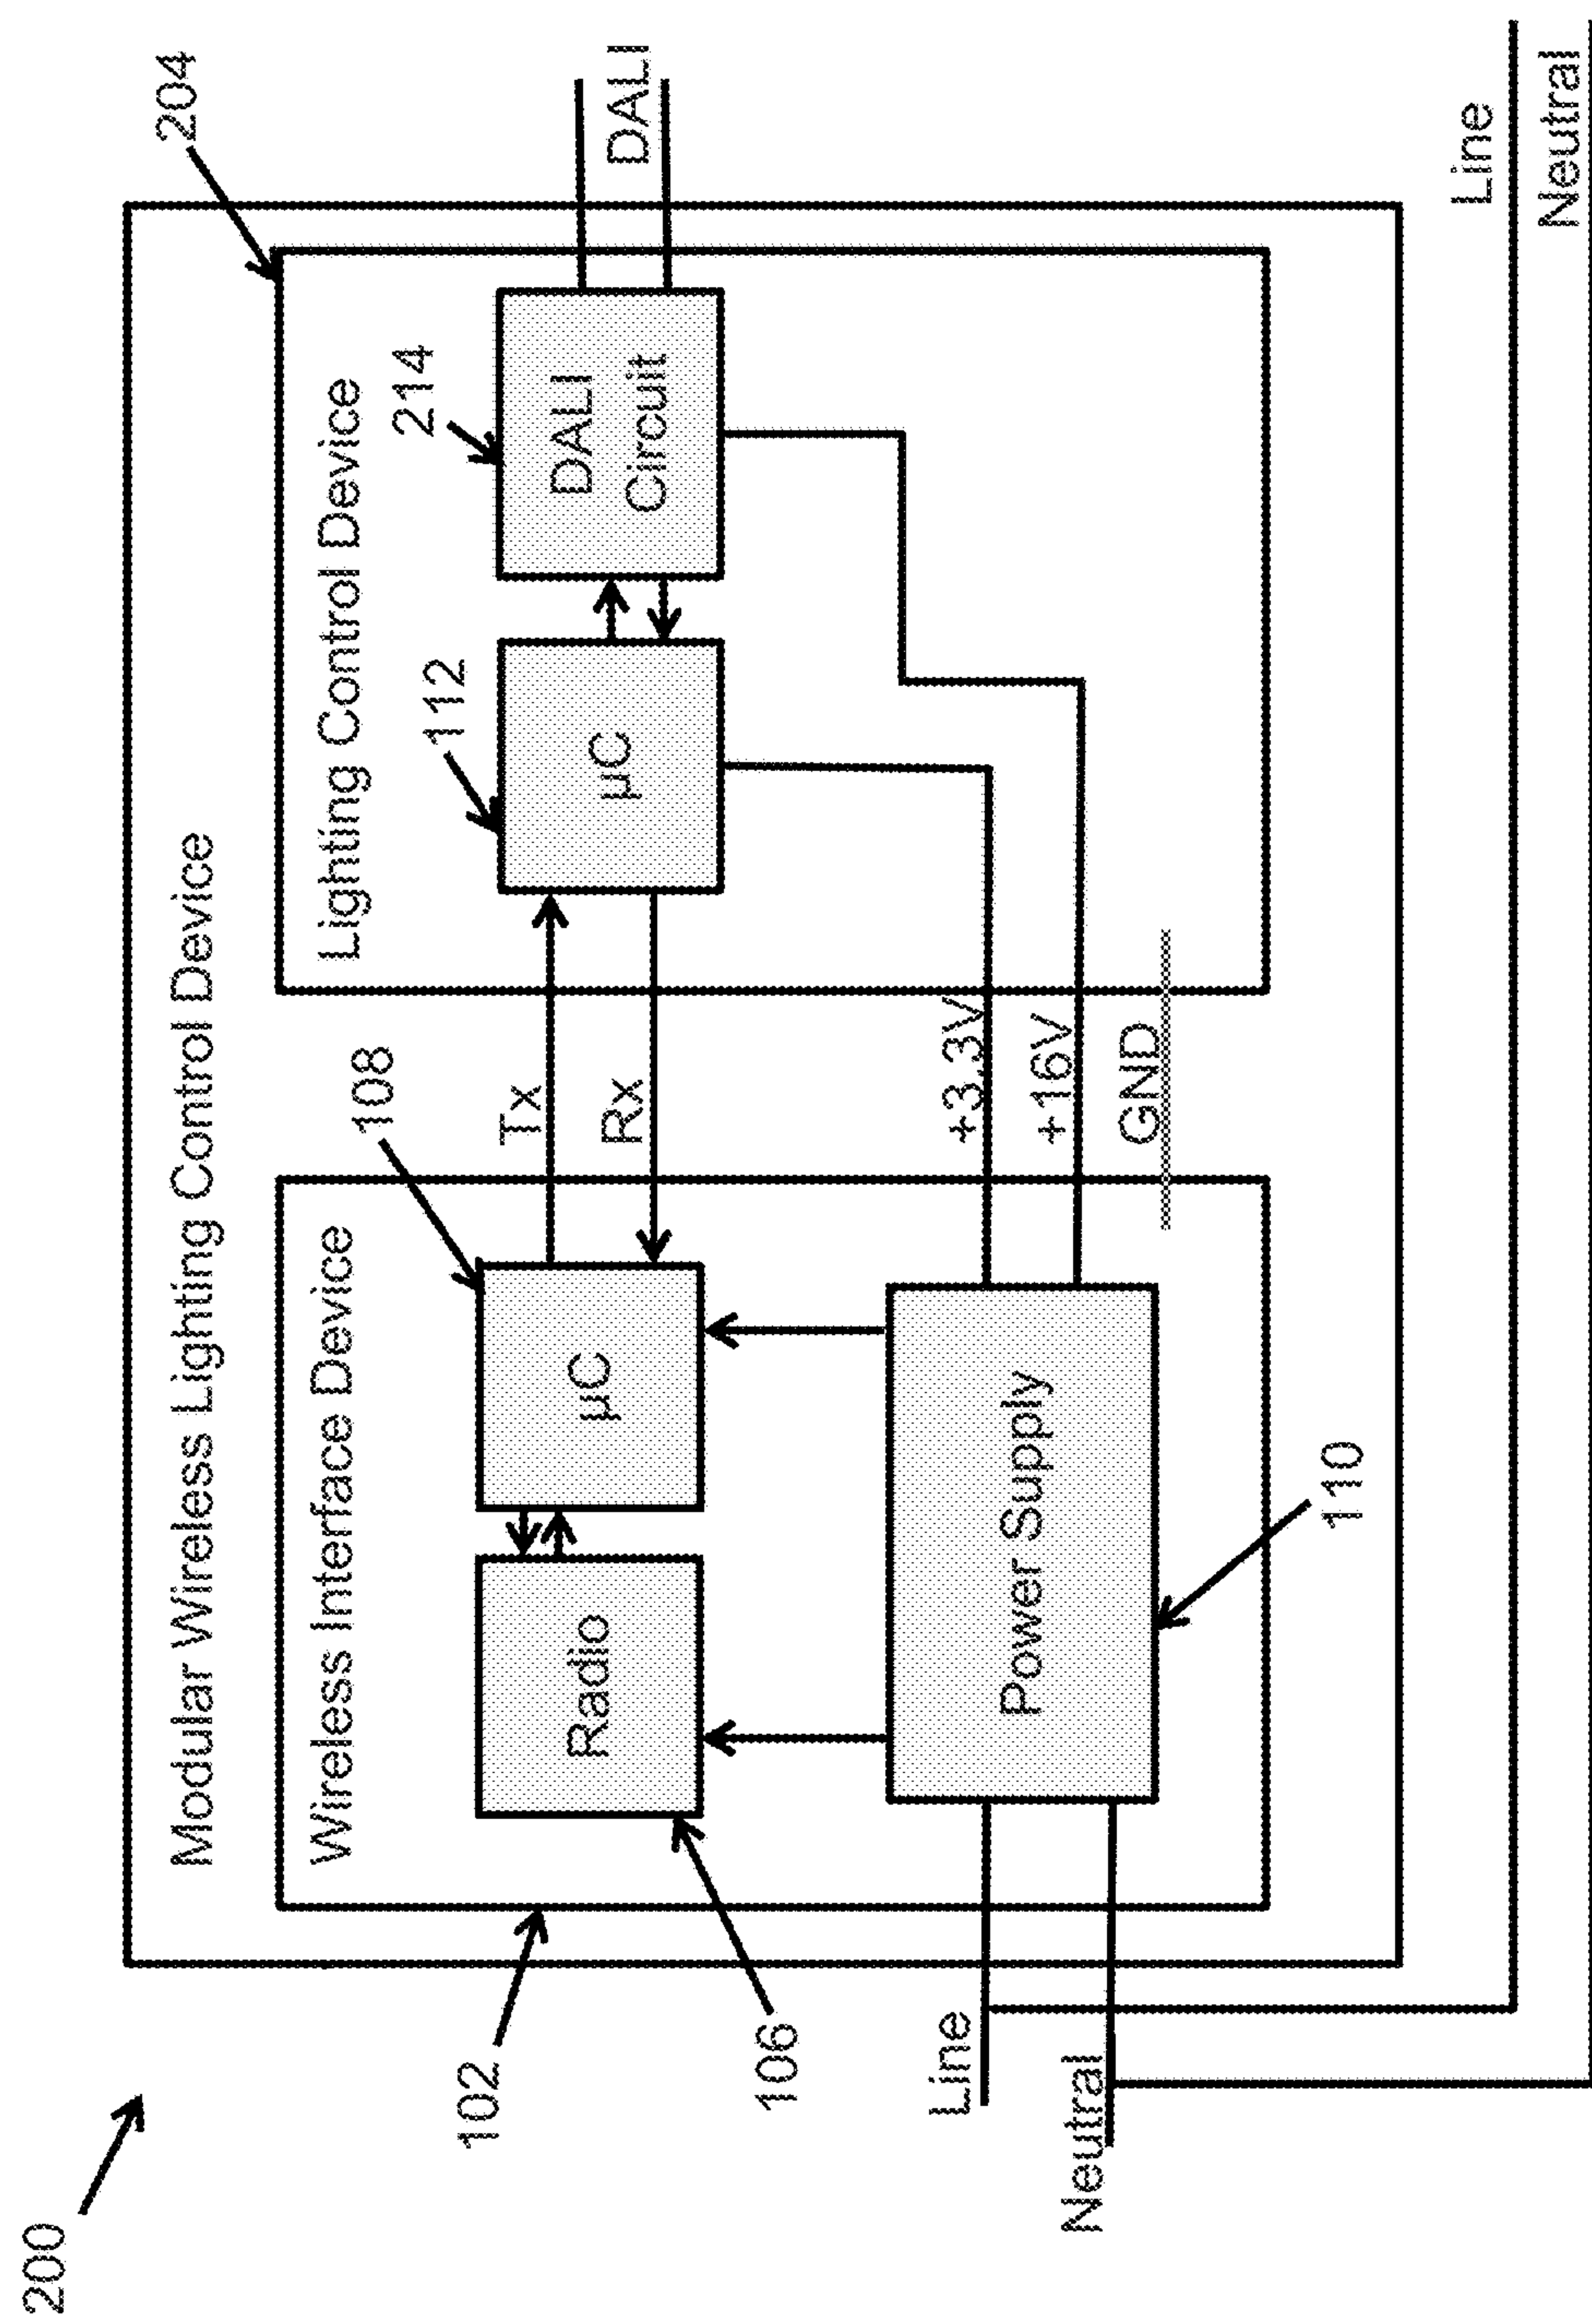 200
Modular Wireless Lighting Control Device
204
102
Wireless Interface Device
Lighting Control Device
108
112
214
Radio
µC
Tx
Rx
µC
DALI
Circuit
DALI
106
Power Supply
+3.3V
+16V
GND
Line
Neutral
110
Line
Neutral